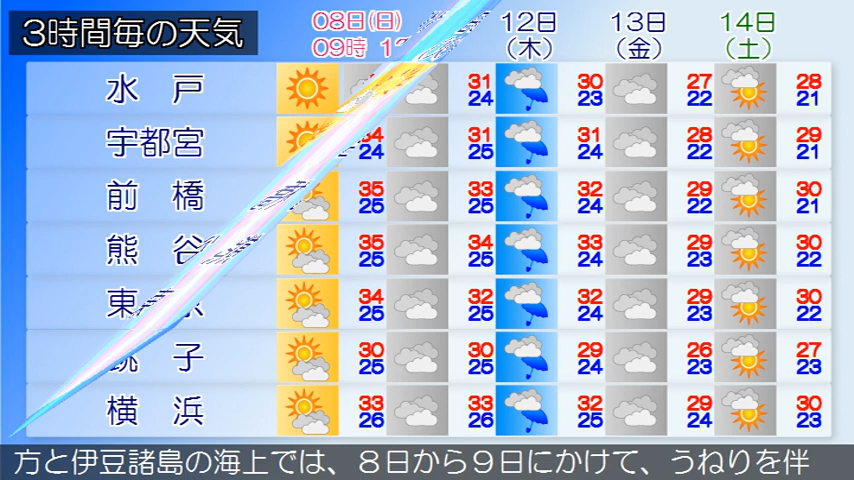 3時間毎の天気
08日(日) 12日 13日 14日
09時 (木) (金) (土)
水戸 31 24 30 23 27 22 28 21
宇都宮 34 24 31 25 31 24 28 22 29 21
前橋 35 25 33 25 32 24 29 22 30 21
熊谷 35 25 34 25 33 24 29 23 30 22
東京 34 25 32 25 32 24 29 23 30 22
子 30 25 30 25 29 24 26 23 27 23
横浜 33 26 33 26 32 25 29 24 30 23
方と伊豆諸島の海上では、8日から9日にかけて、うねりを伴